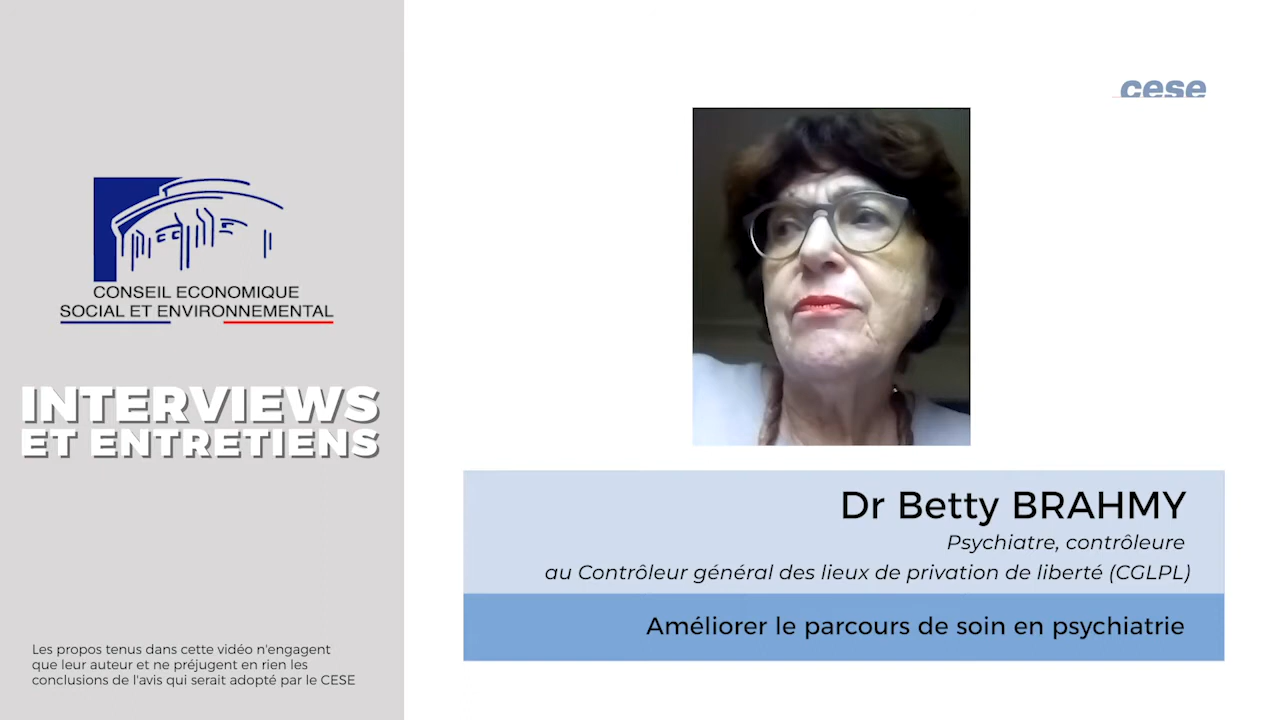 CONSEIL ECONOMIQUE
SOCIAL ET ENVIRONNEMENTAL
INTERVIEWS
ET ENTRETIENS
Les propos tenus dans cette vidéo n'engagent
que leur auteur et ne préjugent en rien les
conclusions de l'avis qui serait adopté par le CESE
cese
Dr Betty BRAHMY
Psychiatre, contrôleure
au Contrôleur général des lieux de privation de liberté (CGLPL)
Améliorer le parcours de soin en psychiatrie